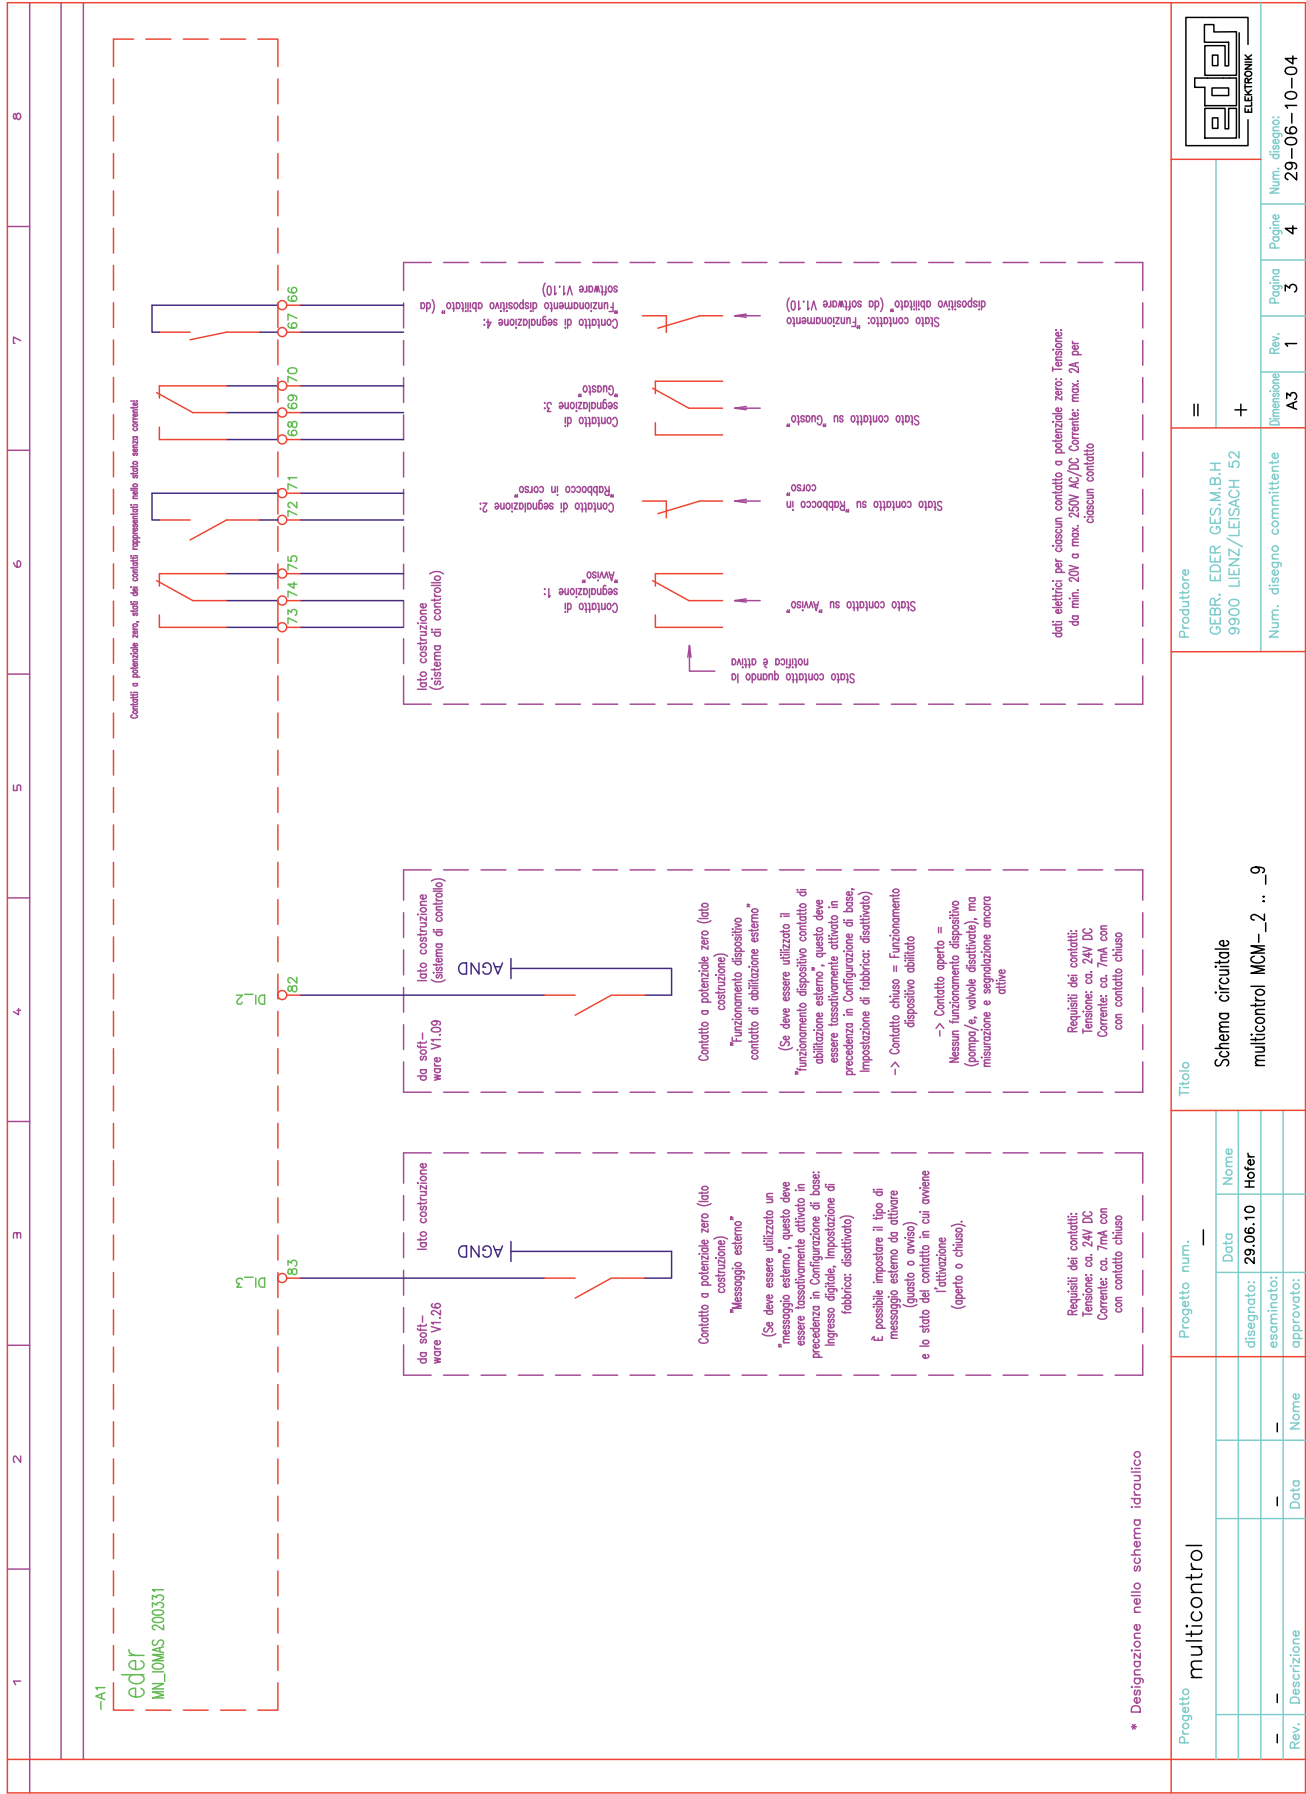 1
2
3
4
5
6
7
8
-A1
eder
MN_IOMAS 200331
DI_3
83
DI_2
82
Contatti a potenziale zero, stati dei contatti rappresentati nello stato senza corrente!
73
74
75
72
71
68
69
70
67
66
da soft-
ware V1.26
lato costruzione
AGND
Contatto a potenziale zero (lato
costruzione)
"Messaggio esterno"
(Se deve essere utilizzato un
"messaggio esterno", questo deve
essere tassativamente attivato in
precedenza in Configurazione di base:
Ingresso digitale, Impostazione di
fabbrica: disattivato)
È possibile impostare il tipo di
messaggio esterno da attivare
(guasto o avviso)
e lo stato del contatto in cui avviene
l'attivazione
(aperto o chiuso).
Requisiti dei contatti:
Tensione: ca. 24V DC
Corrente: ca. 7mA con
con contatto chiuso
da soft-
ware V1.09
lato costruzione
(sistema di controllo)
AGND
Contatto a potenziale zero (lato
costruzione)
"Funzionamento dispositivo
contatto di abilitazione esterno"
(Se deve essere utilizzato il
"funzionamento dispositivo contatto di
abilitazione esterno", questo deve
essere tassativamente attivato in
precedenza in Configurazione di base,
Impostazione di fabbrica: disattivato)
-> Contatto chiuso = Funzionamento
dispositivo abilitato
-> Contatto aperto =
Nessun funzionamento dispositivo
(pompa/e, valvole disattivate), ma
misurazione e segnalazione ancora
attive
Requisiti dei contatti:
Tensione: ca. 24V DC
Corrente: ca. 7mA con
con contatto chiuso
lato costruzione
(sistema di controllo)
Contatto di
segnalazione 1:
"Avviso"
Contatto di segnalazione 2:
"Rabbocco in corso"
Contatto di
segnalazione 3:
"Guasto"
Contatto di segnalazione 4:
"Funzionamento dispositivo abilitato" (da
software V1.10)
Stato contatto quando la
notifica è attiva
Stato contatto su "Avviso"
Stato contatto su "Rabbocco in
corso"
Stato contatto su "Guasto"
Stato contatto: "Funzionamento
dispositivo abilitato" (da software V1.10)
dati elettrici per ciascun contatto a potenziale zero: Tensione:
da min. 20V a max. 250V AC/DC Corrente: max. 2A per
ciascun contatto
* Designazione nello schema idraulico
Progetto
multicontrol
- - - -
Rev. Descrizione Data Nome
Progetto num.
-
Data Nome
disegnato: 29.06.10 Hofer
esaminato:
approvato:
Titolo
Schema circuitale
multicontrol MCM-_2 .. _9
Produttore
GEBR. EDER GES.M.B.H
9900 LIENZ/LEISACH 52
Num. disegno committente
=
+
Dimensione
A3
Rev.
1
Pagina
3
Pagine
4
Num. disegno:
29-06-10-04
eder
ELEKTRONIK